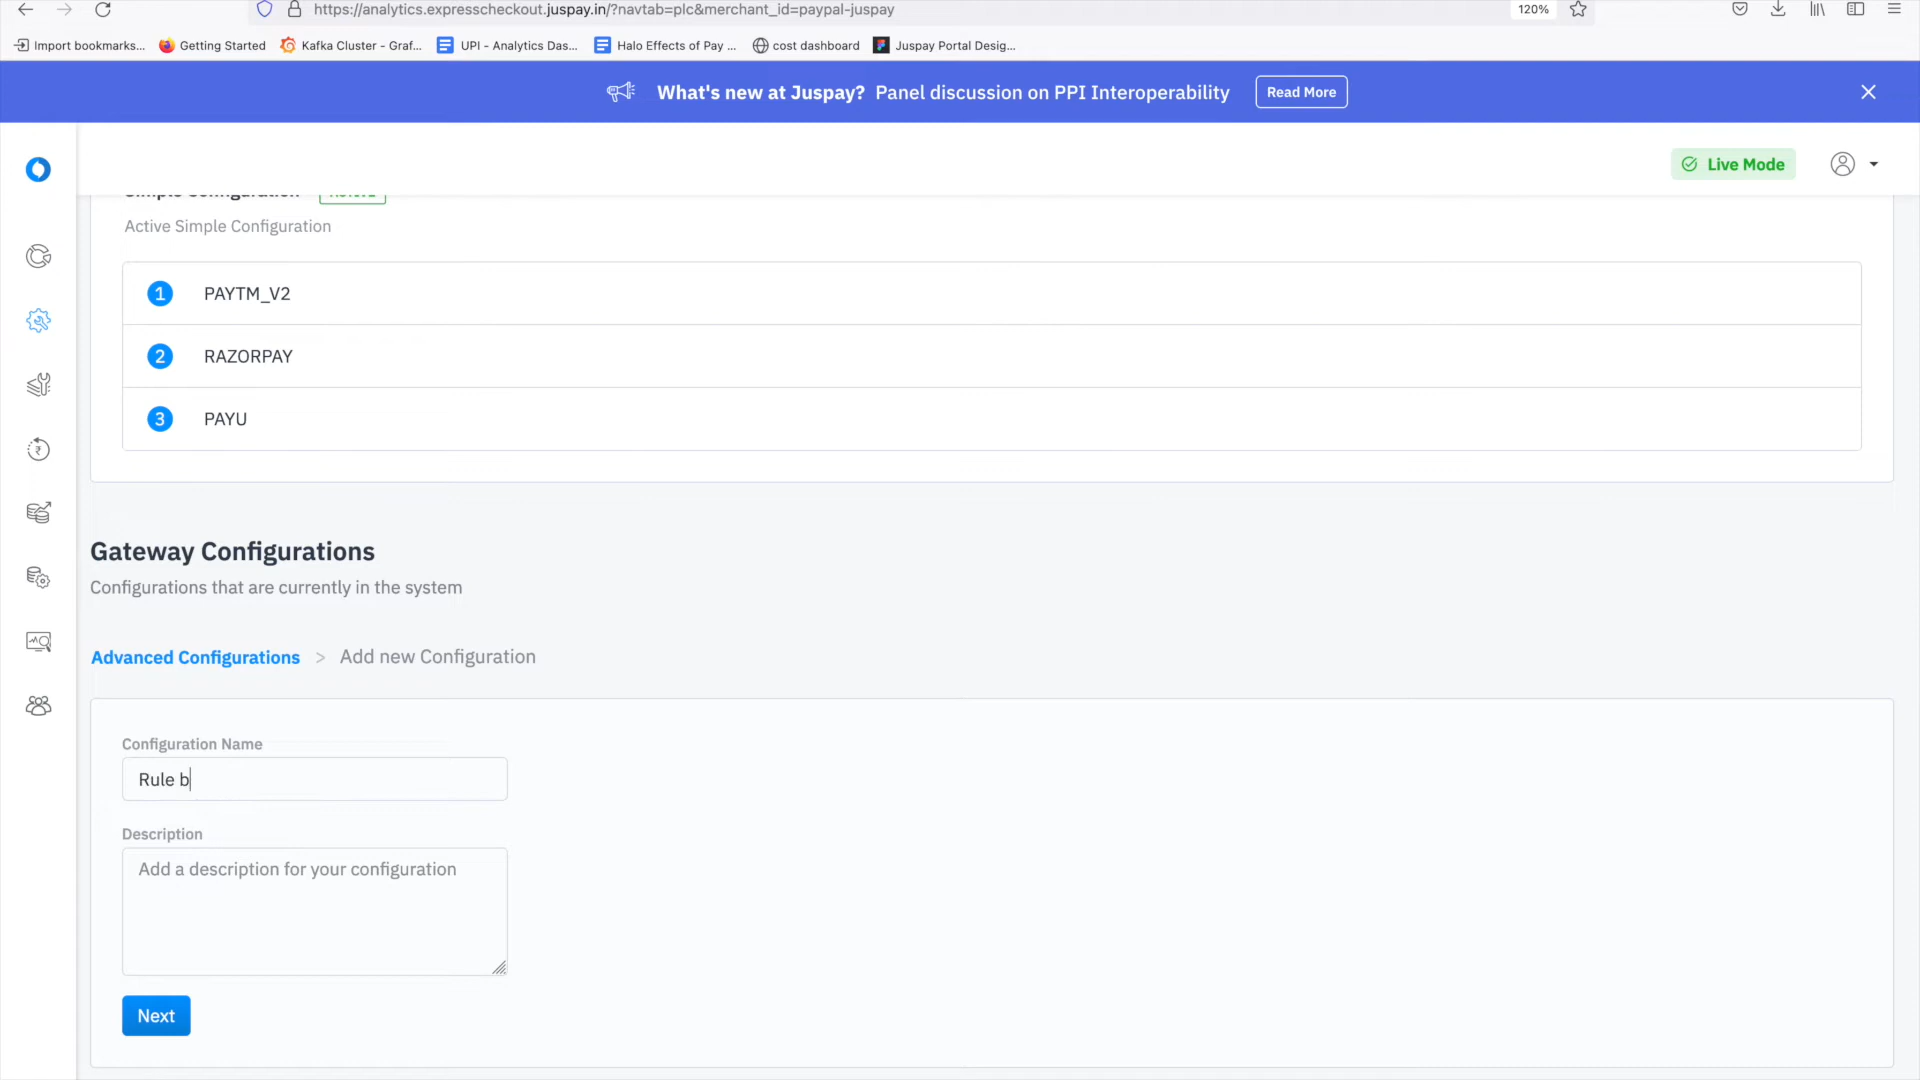 https://analytics.expresscheckout.juspay.in/?navtab=plc&merchant_id=paypal-juspay
120%
Import bookmarks...
Getting Started
Kafka Cluster - Graf...
UPI - Analytics Das...
Halo Effects of Pay ...
cost dashboard
Juspay Portal Desig...
What's new at Juspay? Panel discussion on PPI Interoperability
Read More
Live Mode
Simple Configuration
Active Simple Configuration
1 PAYTM_V2
2 RAZORPAY
3 PAYU
Gateway Configurations
Configurations that are currently in the system
Advanced Configurations > Add new Configuration
Configuration Name
Rule b
Description
Add a description for your configuration
Next